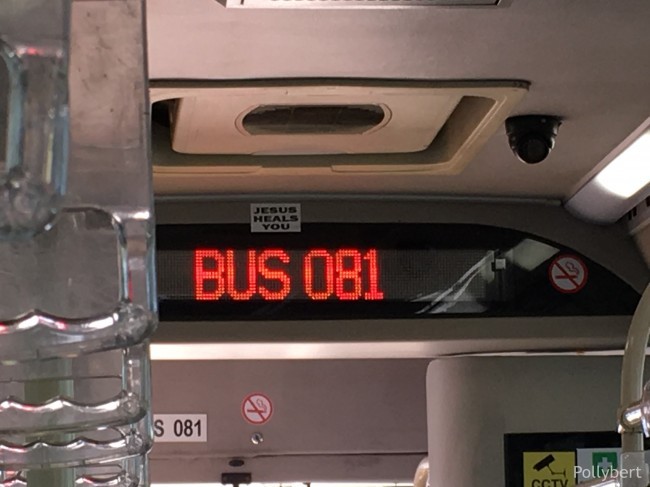 JESUS
HEALS
YOU
BUS 081
S 081
CCTV
Pollybert